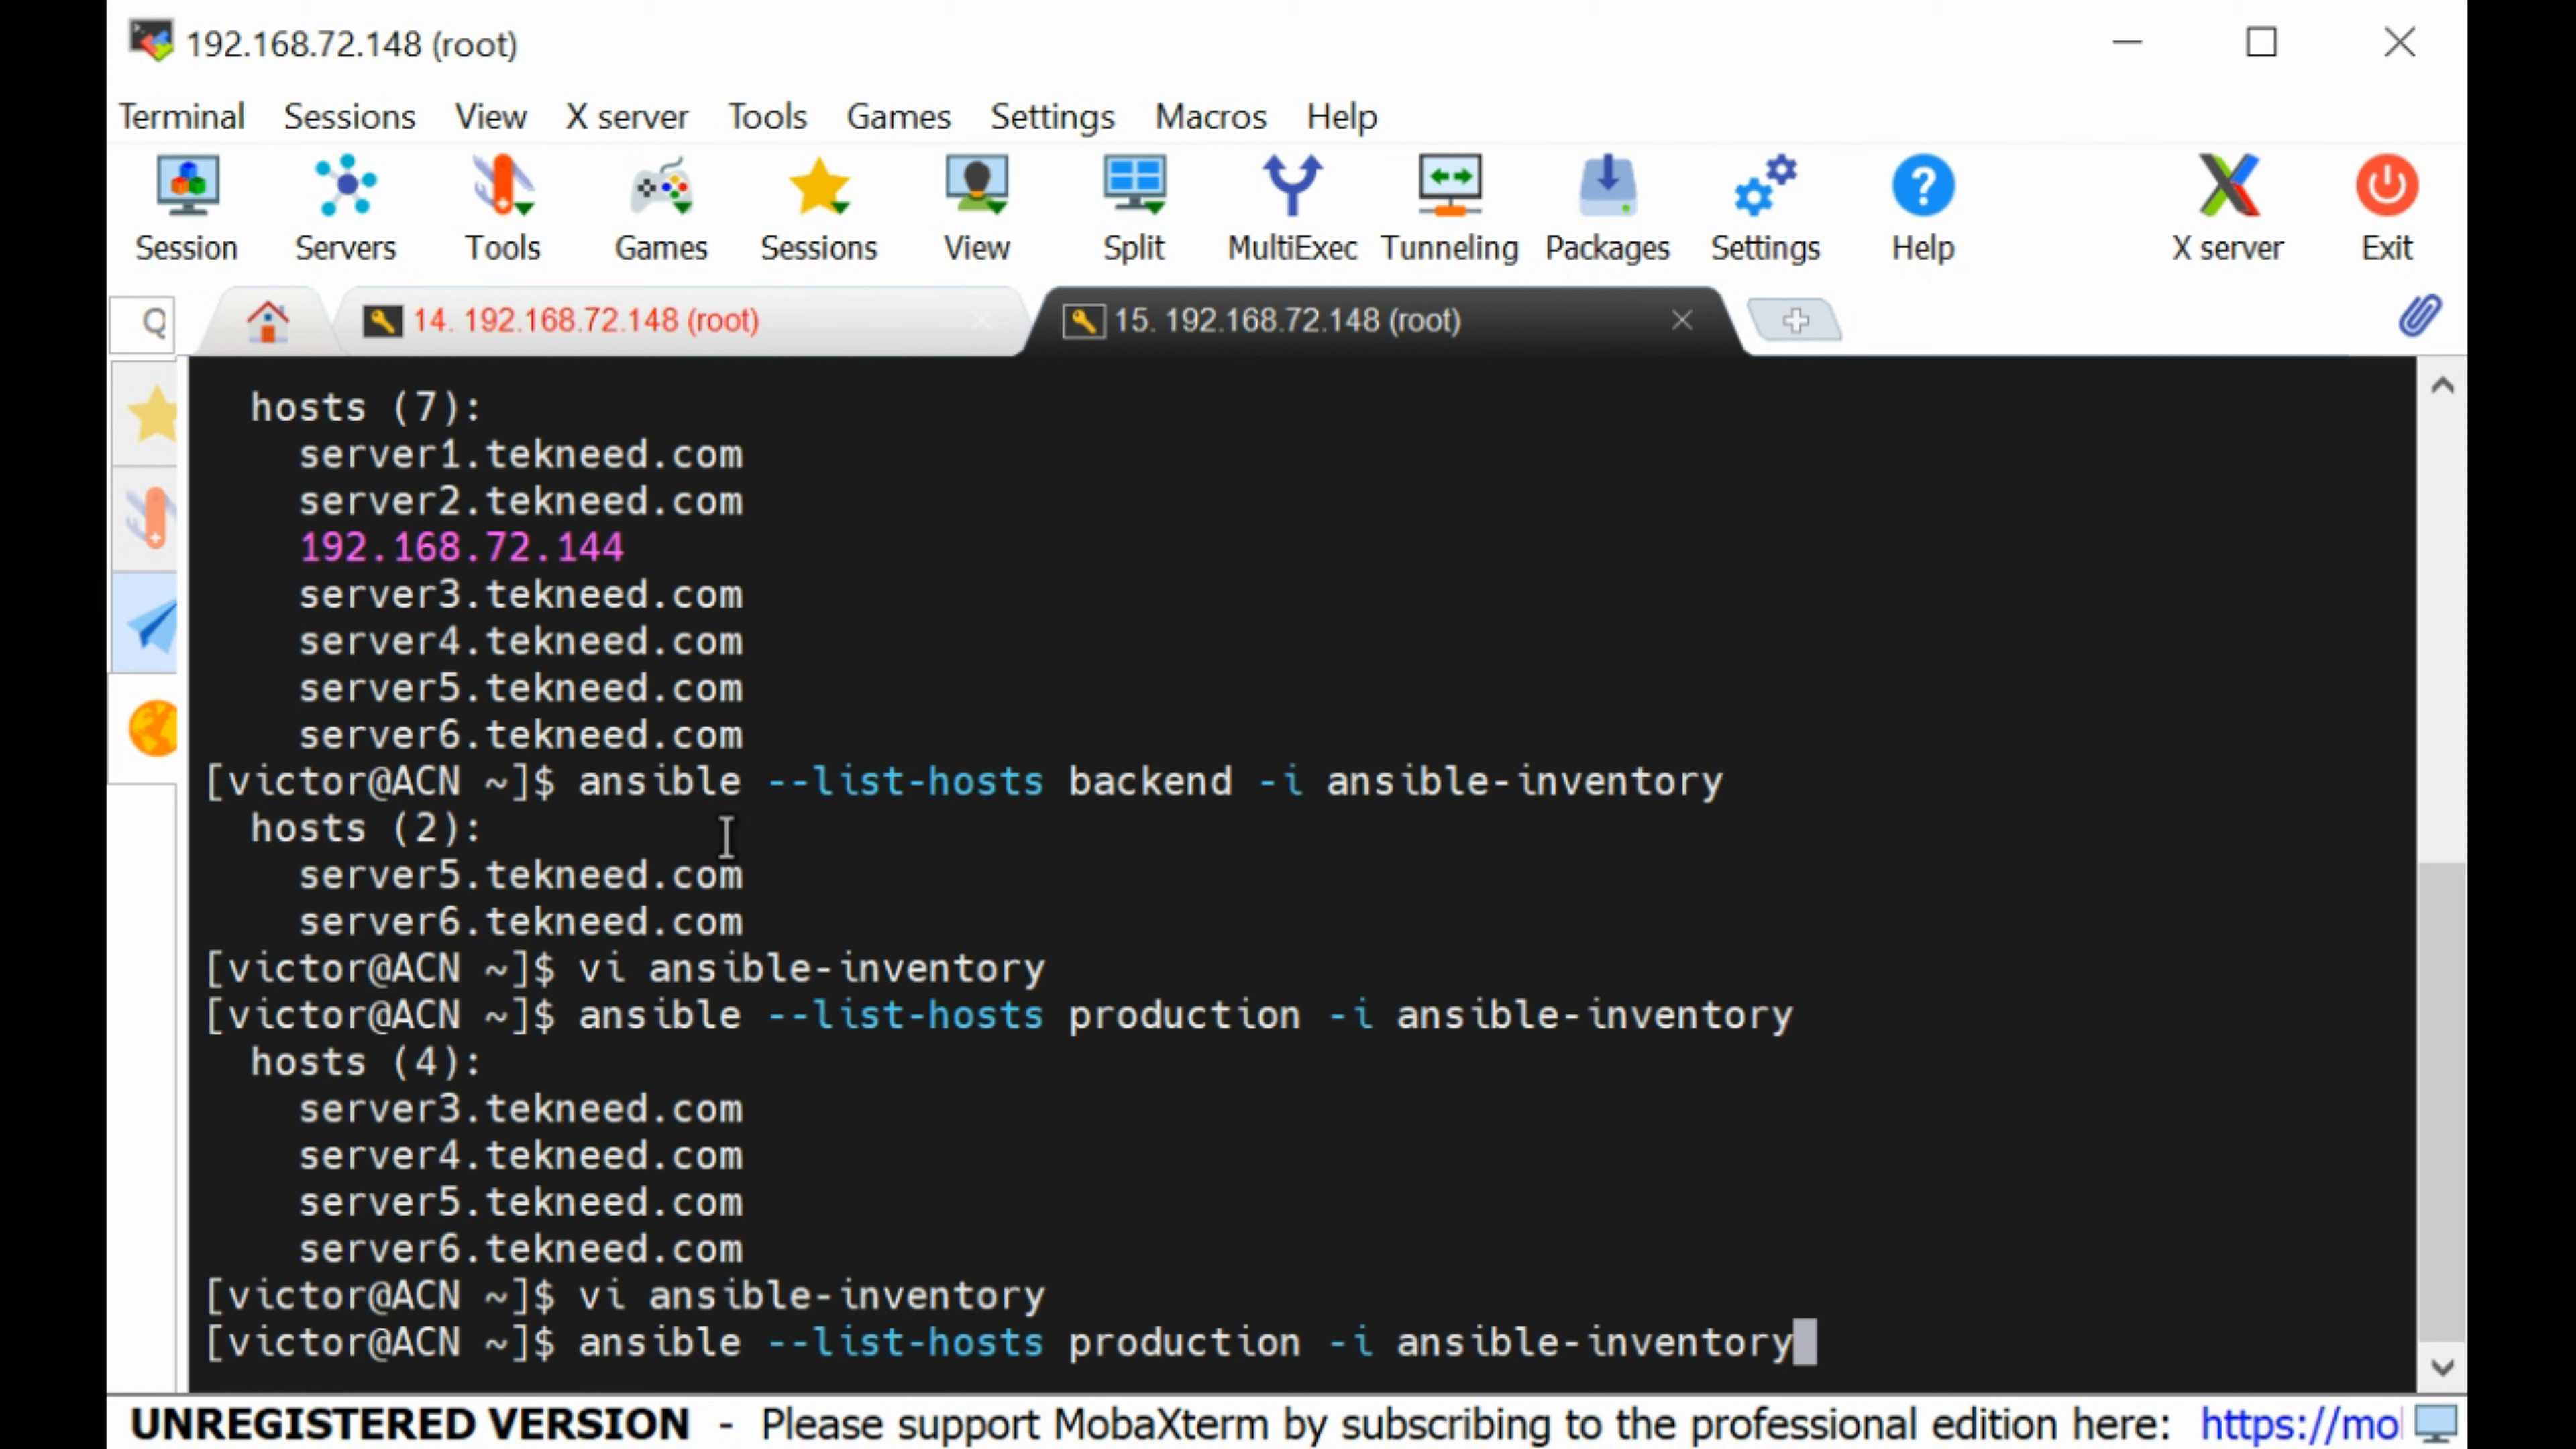 192.168.72.148 (root)
Terminal Sessions View X server Tools Games Settings Macros Help
Session Servers Tools Games Sessions View Split MultiExec Tunneling Packages Settings Help X server Exit
14. 192.168.72.148 (root) 15. 192.168.72.148 (root)
hosts (7):
server1.tekneed.com
server2.tekneed.com
192.168.72.144
server3.tekneed.com
server4.tekneed.com
server5.tekneed.com
server6.tekneed.com
[victor@ACN ~]$ ansible --list-hosts backend -i ansible-inventory
hosts (2):
server5.tekneed.com
server6.tekneed.com
[victor@ACN ~]$ vi ansible-inventory
[victor@ACN ~]$ ansible --list-hosts production -i ansible-inventory
hosts (4):
server3.tekneed.com
server4.tekneed.com
server5.tekneed.com
server6.tekneed.com
[victor@ACN ~]$ vi ansible-inventory
[victor@ACN ~]$ ansible --list-hosts production -i ansible-inventory
UNREGISTERED VERSION - Please support MobaXterm by subscribing to the professional edition here: https://mo